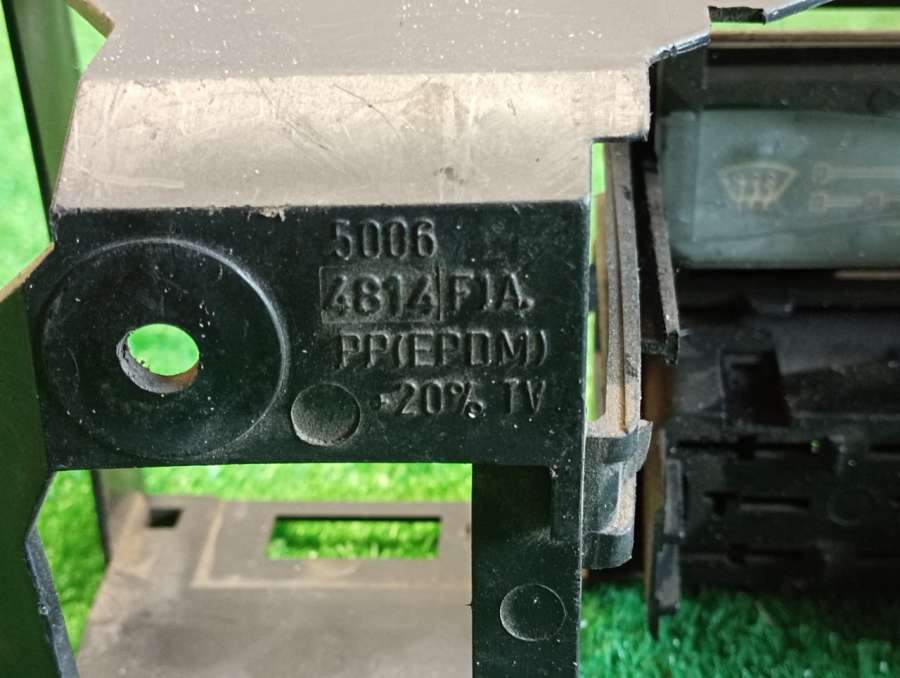 5006
4814 FIA.
PP(EPDM)
-20% TV